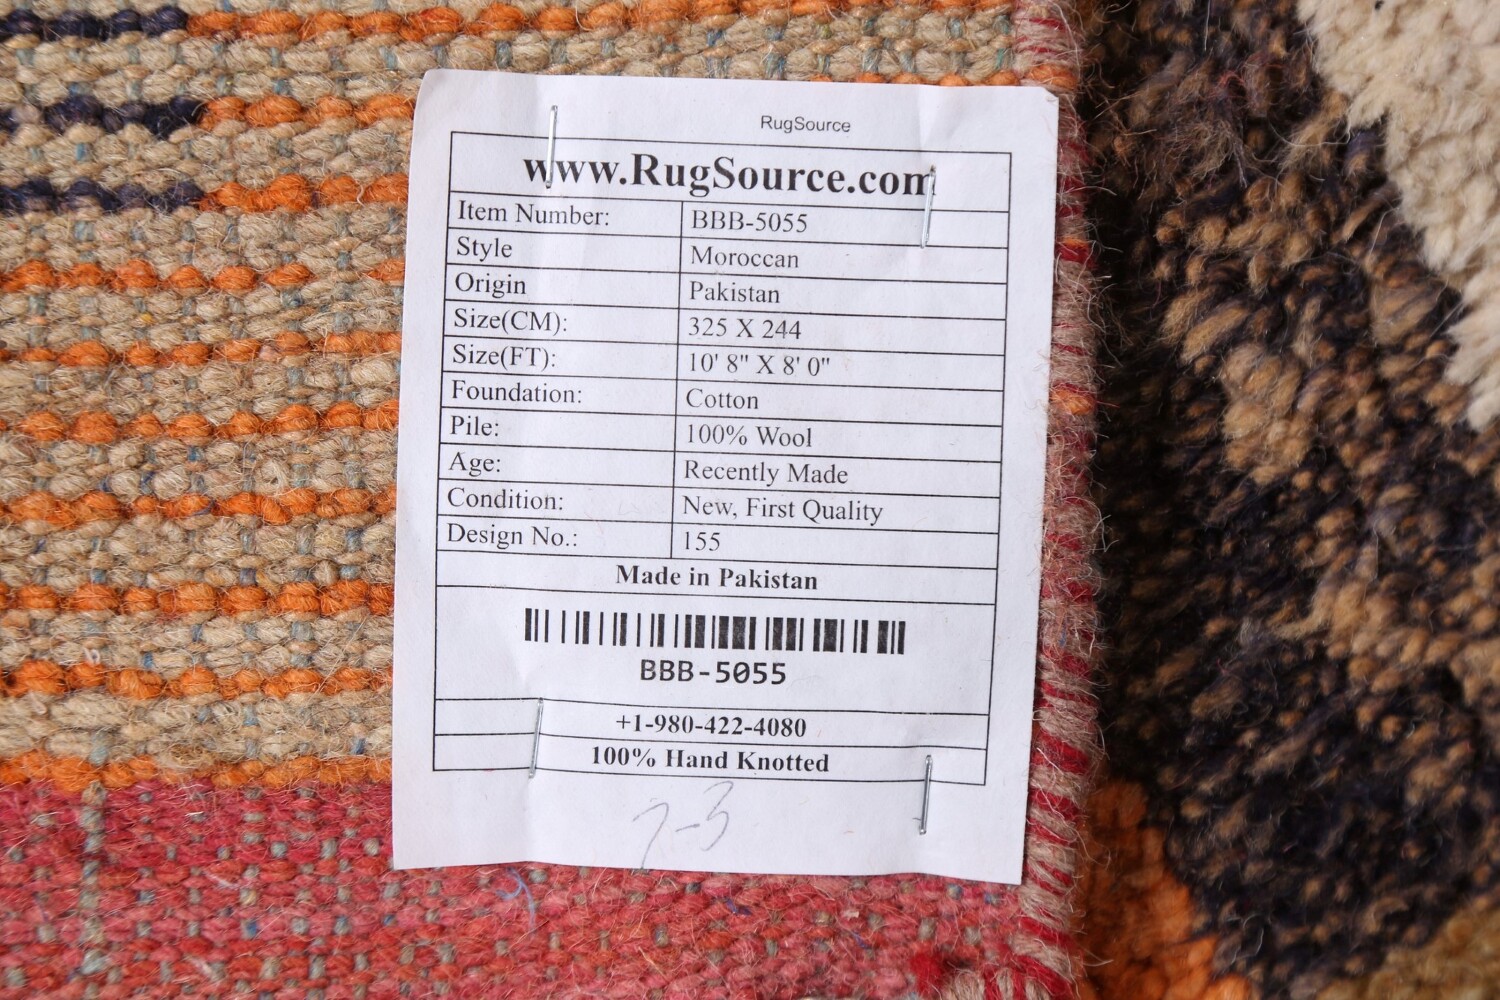 RugSource
www.RugSource.com
Item Number: BBB-5055
Style Moroccan
Origin Pakistan
Size(CM): 325 X 244
Size(FT): 10' 8" X 8' 0"
Foundation: Cotton
Pile: 100% Wool
Age: Recently Made
Condition: New, First Quality
Design No.: 155
Made in Pakistan
BBB-5055
+1-980-422-4080
100% Hand Knotted
7-3